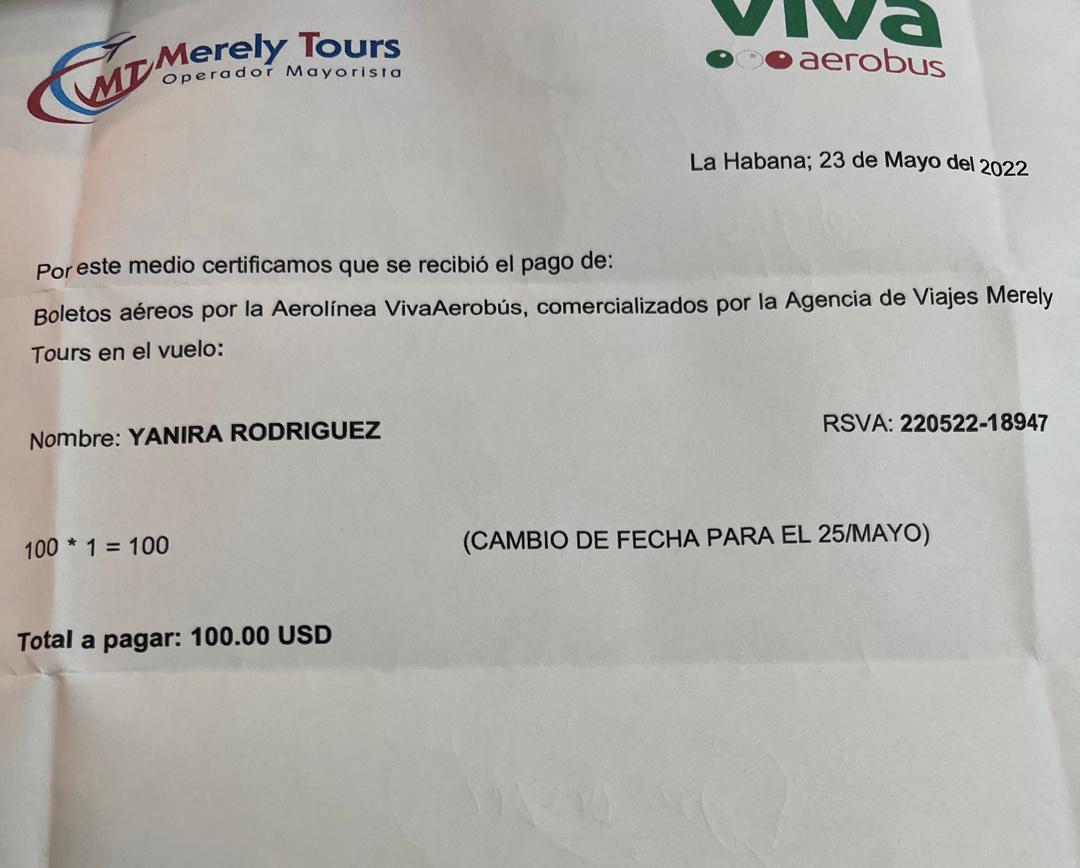 MT Merely Tours
Operador Mayorista
viva
aerobus
La Habana; 23 de Mayo del 2022
Por este medio certificamos que se recibió el pago de:
Boletos aéreos por la Aerolínea VivaAerobús, comercializados por la Agencia de Viajes Merely
Tours en el vuelo:
Nombre: YANIRA RODRIGUEZ
RSVA: 220522-18947
100 * 1 = 100
(CAMBIO DE FECHA PARA EL 25/MAYO)
Total a pagar: 100.00 USD